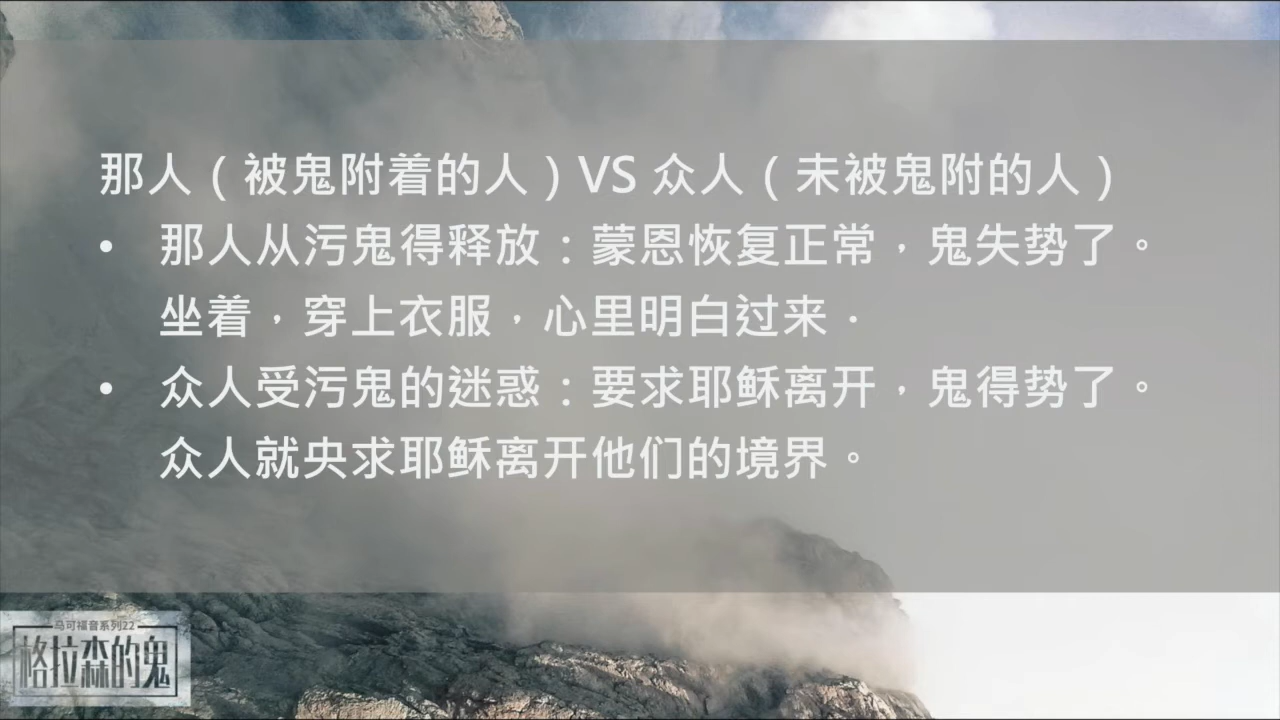 那人（被鬼附着的人）VS 众人（未被鬼附的人）
• 那人从污鬼得释放：蒙恩恢复正常，鬼失势了。
坐着，穿上衣服，心里明白过来．
• 众人受污鬼的迷惑：要求耶稣离开，鬼得势了。
众人就央求耶稣离开他们的境界。
马可福音系列22
格拉森的鬼